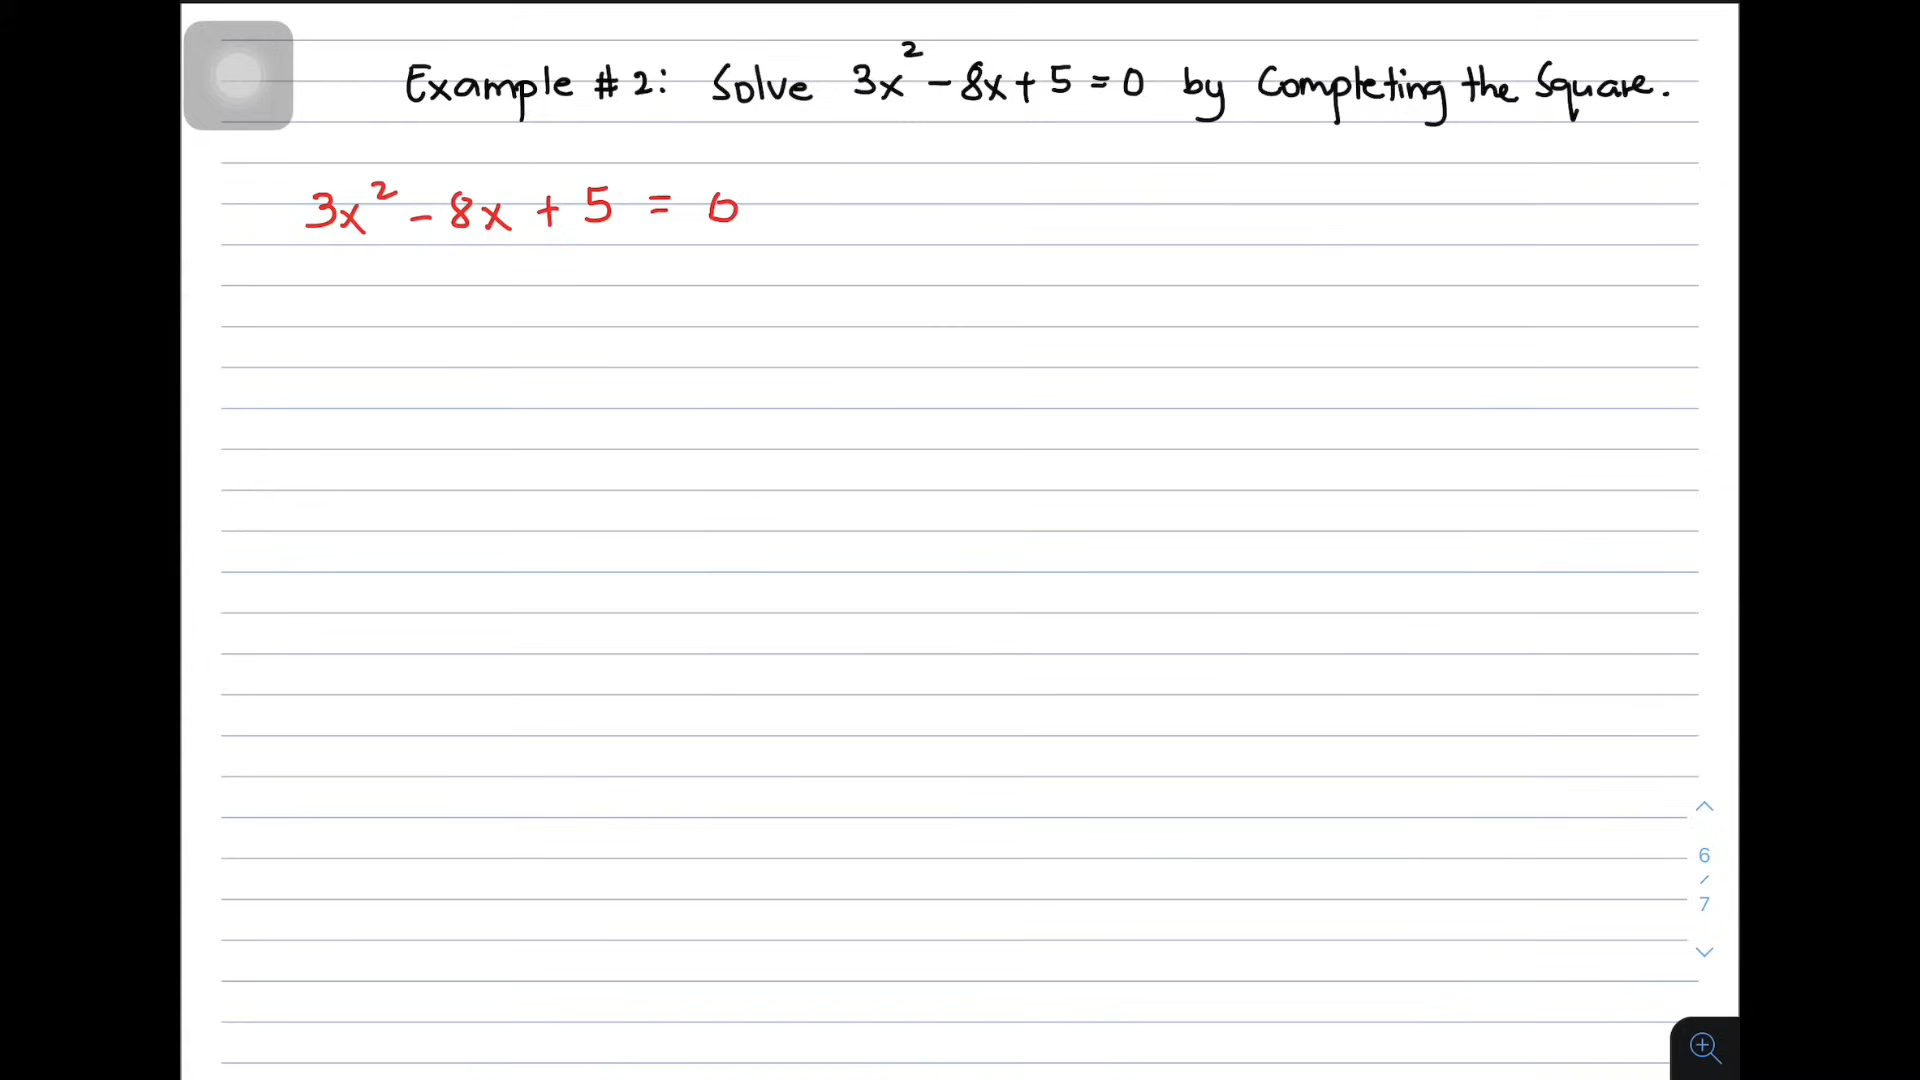 Example # 2: Solve 3x² - 8x + 5 = 0 by Completing the Square.
3x² - 8x + 5 = 0
6
/
7